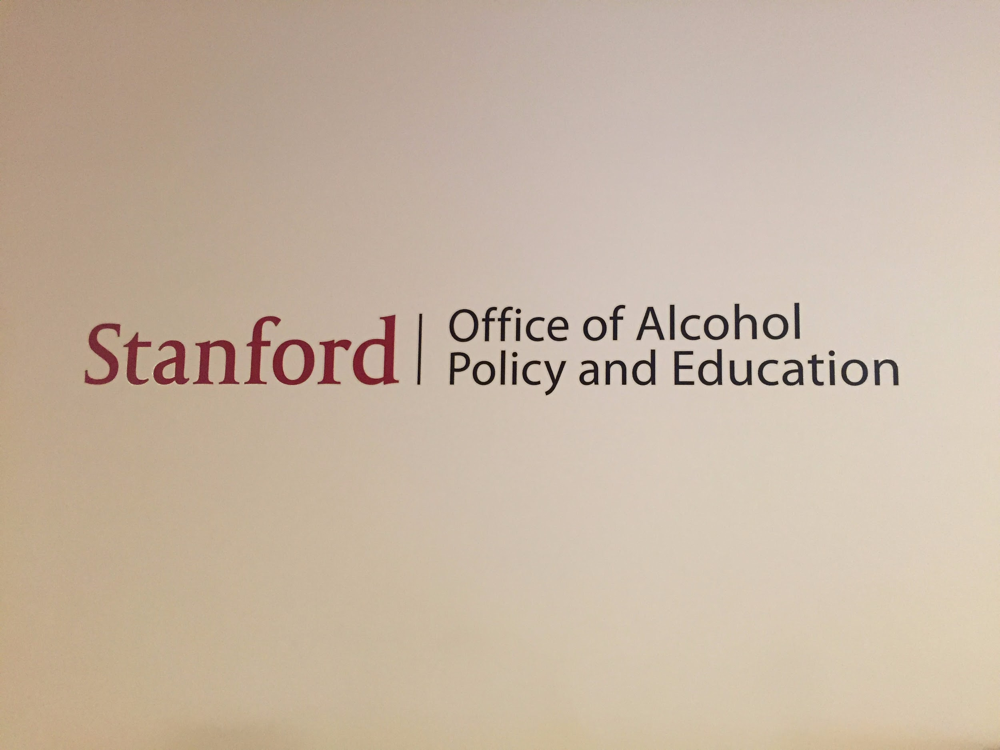 Stanford
Office of Alcohol
Policy and Education